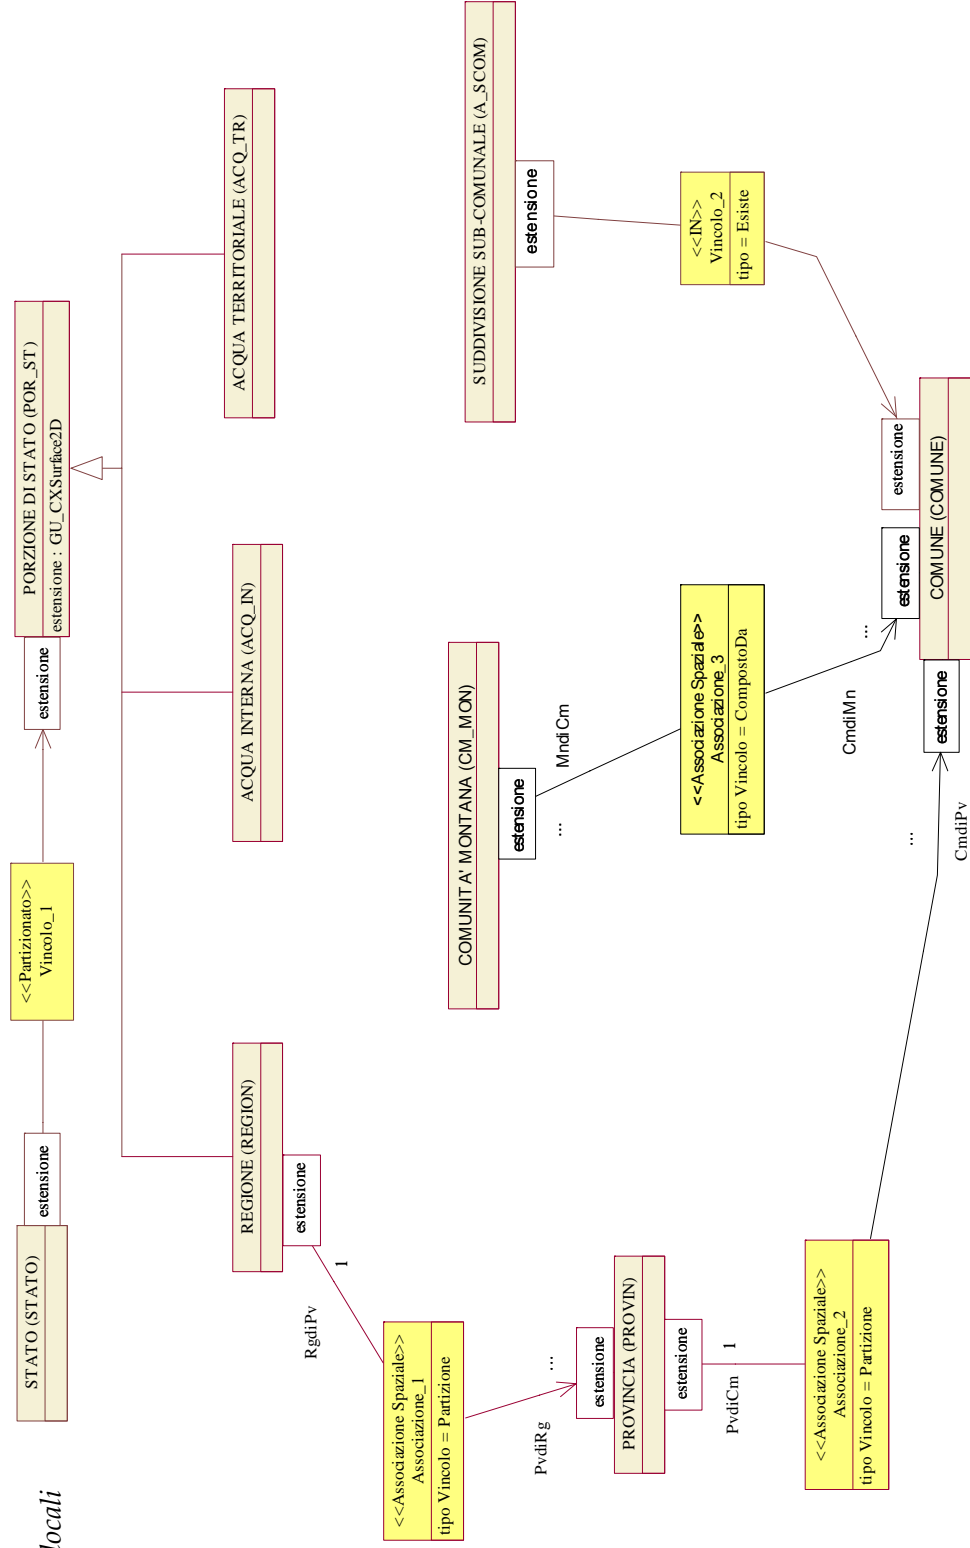 locali
STATO (STATO)
estensione
<<Partizionato>>
Vincolo_1
estensione
PORZIONE DI STATO (POR_ST)
estensione : GU_CXSurface2D
REGIONE (REGION)
estensione
ACQUA INTERNA (ACQ_IN)
ACQUA TERRITORIALE (ACQ_TR)
RgdiPv
1
<<Associazione Spaziale>>
Associazione_1
tipo Vincolo = Partizione
PvdiRg
...
estensione
PROVINCIA (PROVIN)
estensione
PvdiCm
1
<<Associazione Spaziale>>
Associazione_2
tipo Vincolo = Partizione
...
CmdiPv
COMUNITA' MONTANA (CM_MON)
estensione
MndiCm
...
<<Associazione Spaziale>>
Associazione_3
tipo Vincolo = CompostoDa
CmdiMn
...
SUDDIVISIONE SUB-COMUNALE (A_SCOM)
estensione
<<IN>>
Vincolo_2
tipo = Esiste
estensione
estensione
estensione
COMUNE (COMUNE)